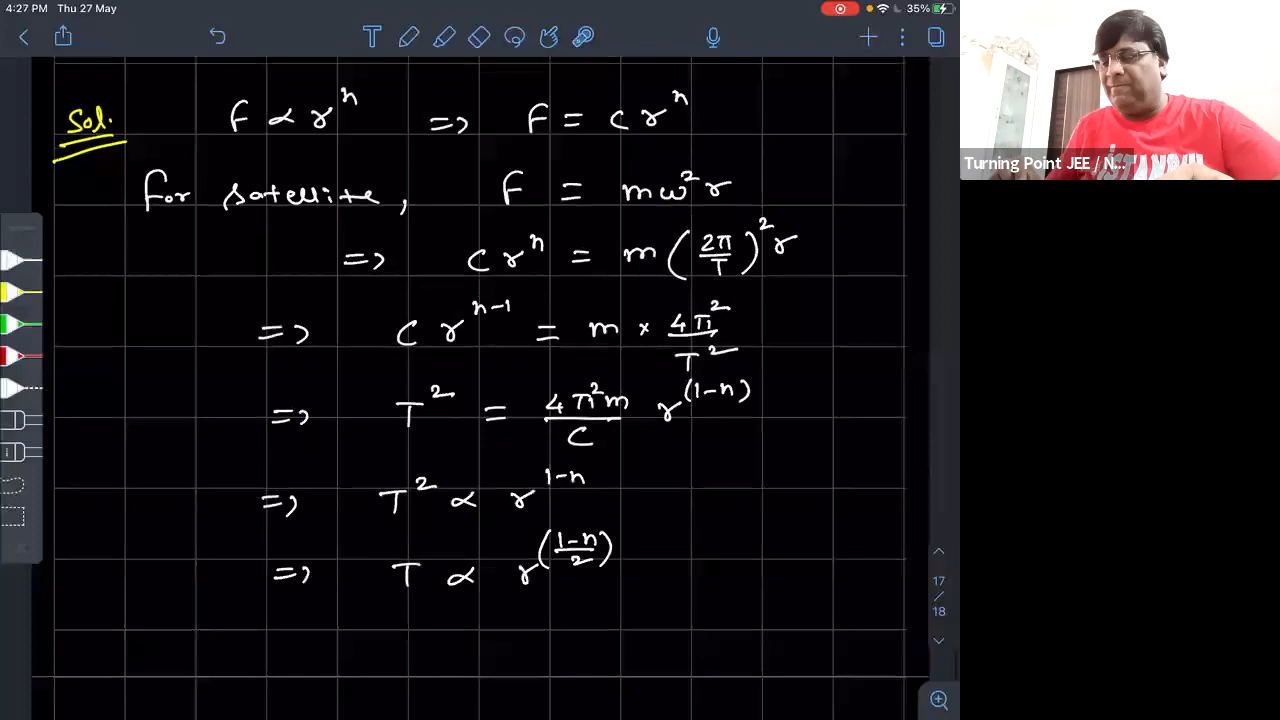 4:27 PM Thu 27 May 35%
Sol. F ∝ r^n => F = c r^n
For satellite, F = mω²r
=> C r^n = m (2π/T)² r
=> C r^(n-1) = m × 4π²/T²
=> T² = 4π²m/C r^(1-n)
=> T² ∝ r^(1-n)
=> T ∝ r^((1-n)/2)
Turning Point JEE / N...
17
/
18